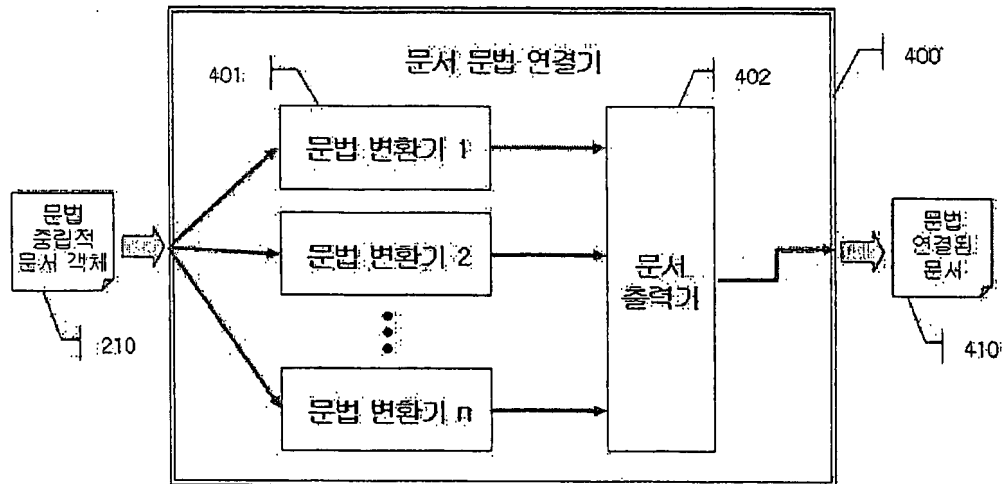 문서 문법 연결기
400
401
402
문법 변환기 1
문법
중립적
문서 객체
210
문법 변환기 2
문서
출력기
문법
연결된
문서
410
문법 변환기 n